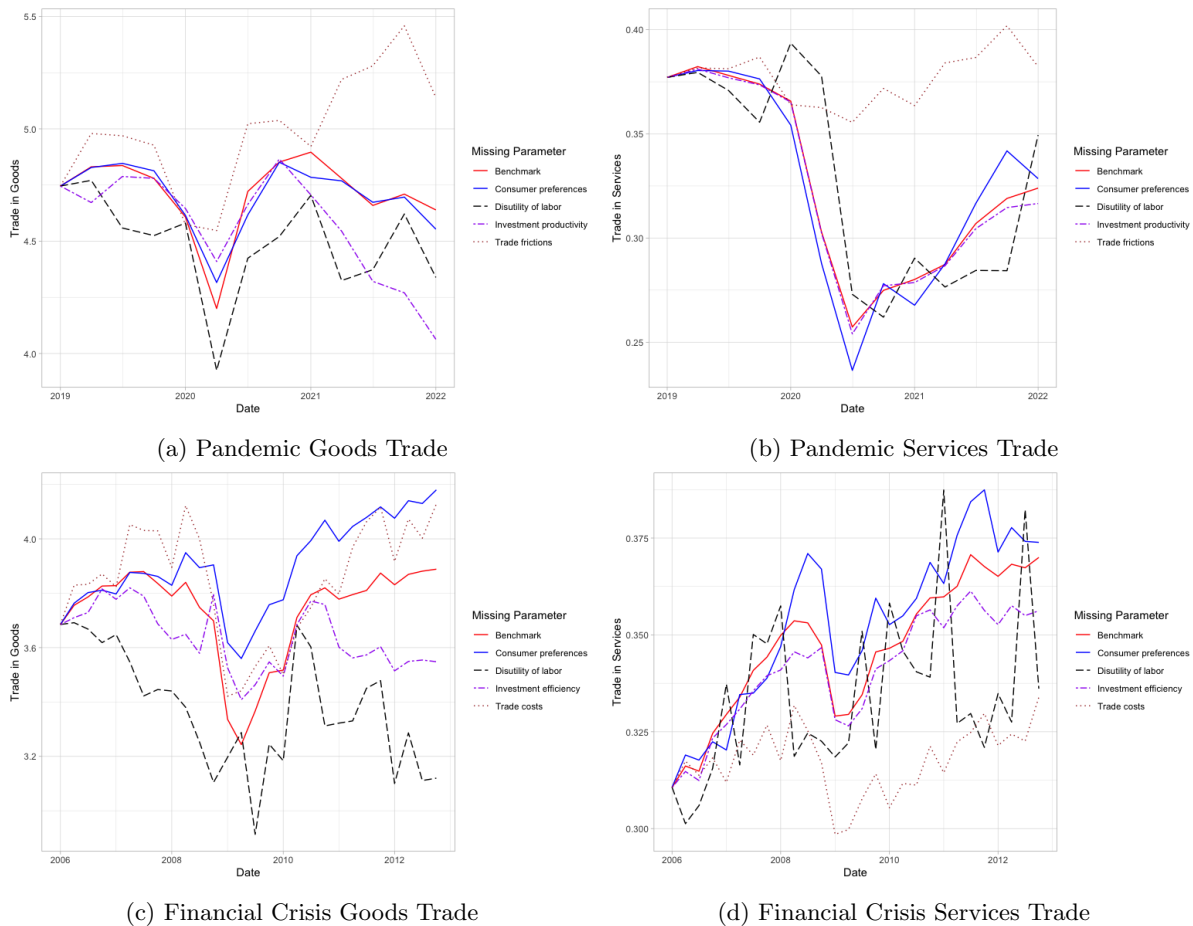 5.5
5.0
4.5
4.0
Trade in Goods
2019 2020 2021 2022
Date
Missing Parameter
Benchmark
Consumer preferences
Disutility of labor
Investment productivity
Trade frictions
(a) Pandemic Goods Trade
0.40
0.35
0.30
0.25
Trade in Services
2019 2020 2021 2022
Date
Missing Parameter
Benchmark
Consumer preferences
Disutility of labor
Investment productivity
Trade frictions
(b) Pandemic Services Trade
4.0
3.6
3.2
Trade in Goods
2006 2008 2010 2012
Date
Missing Parameter
Benchmark
Consumer preferences
Disutility of labor
Investment efficiency
Trade costs
(c) Financial Crisis Goods Trade
0.375
0.350
0.325
0.300
Trade in Services
2006 2008 2010 2012
Date
Missing Parameter
Benchmark
Consumer preferences
Disutility of labor
Investment efficiency
Trade costs
(d) Financial Crisis Services Trade